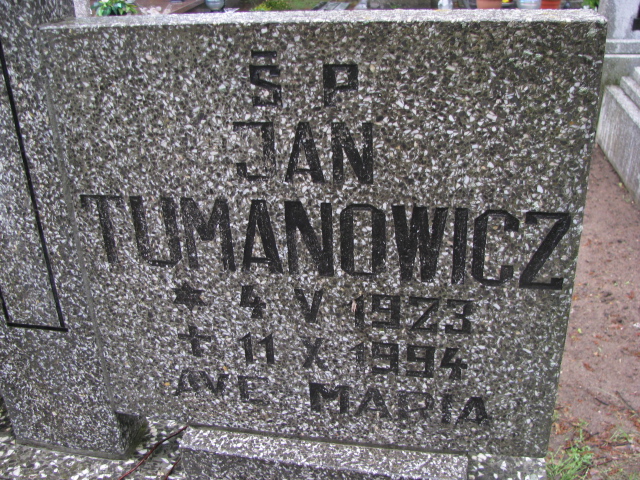 Ś P
JAN
TUMANOWICZ
* 4 V 1923
+ 11 X 1994
AVE MARIA